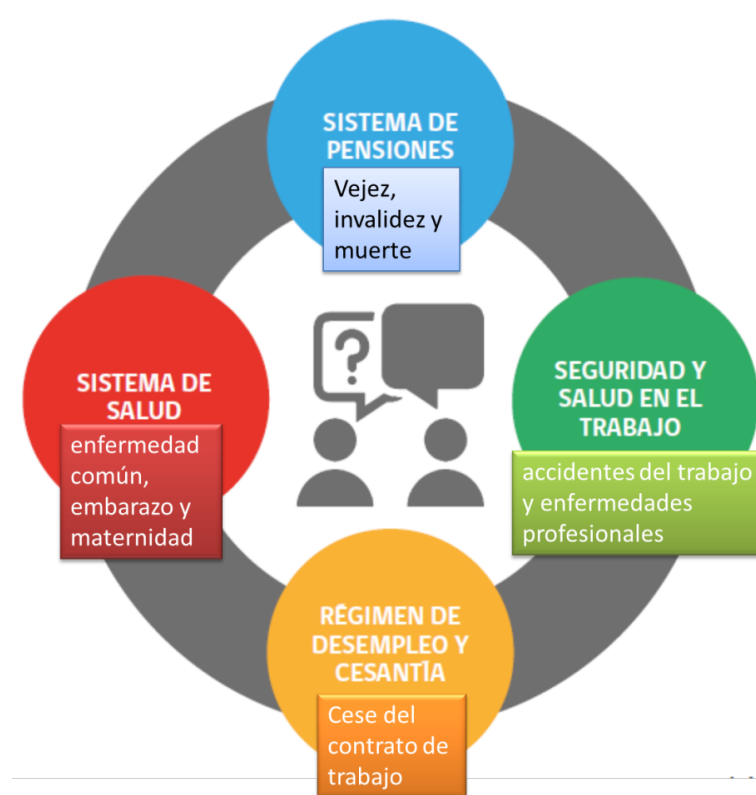 SISTEMA DE
PENSIONES
Vejez,
invalidez y
muerte
?
SISTEMA DE
SALUD
enfermedad
común,
embarazo y
maternidad
SEGURIDAD Y
SALUD EN EL
TRABAJO
accidentes del trabajo
y enfermedades
profesionales
RÉGIMEN DE
DESEMPLEO Y
CESANTÍA
Cese del
contrato de
trabajo